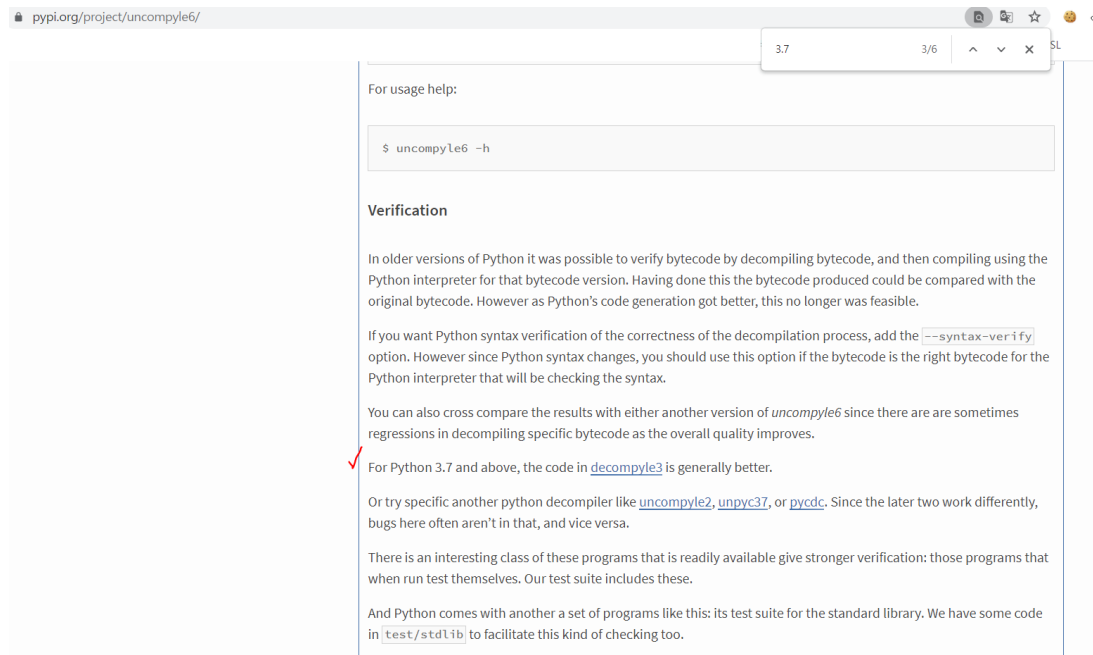 pypi.org/project/uncompyle6/
3.7
3/6
SL
For usage help:
$ uncompyle6 -h
Verification
In older versions of Python it was possible to verify bytecode by decompiling bytecode, and then compiling using the
Python interpreter for that bytecode version. Having done this the bytecode produced could be compared with the
original bytecode. However as Python’s code generation got better, this no longer was feasible.
If you want Python syntax verification of the correctness of the decompilation process, add the --syntax-verify
option. However since Python syntax changes, you should use this option if the bytecode is the right bytecode for the
Python interpreter that will be checking the syntax.
You can also cross compare the results with either another version of uncompyle6 since there are are sometimes
regressions in decompiling specific bytecode as the overall quality improves.
For Python 3.7 and above, the code in decompyle3 is generally better.
Or try specific another python decompiler like uncompyle2, unpyc37, or pycdc. Since the later two work differently,
bugs here often aren’t in that, and vice versa.
There is an interesting class of these programs that is readily available give stronger verification: those programs that
when run test themselves. Our test suite includes these.
And Python comes with another a set of programs like this: its test suite for the standard library. We have some code
in test/stdlib to facilitate this kind of checking too.